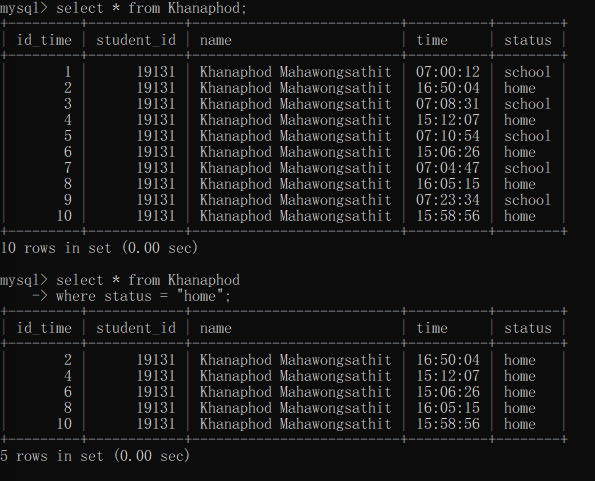 mysql> select * from Khanaphod;
+---------+------------+-------------------------+----------+--------+
| id_time | student_id | name                    | time     | status |
+---------+------------+-------------------------+----------+--------+
|       1 |      19131 | Khanaphod Mahawongsathit | 07:00:12 | school |
|       2 |      19131 | Khanaphod Mahawongsathit | 16:50:04 | home   |
|       3 |      19131 | Khanaphod Mahawongsathit | 07:08:31 | school |
|       4 |      19131 | Khanaphod Mahawongsathit | 15:12:07 | home   |
|       5 |      19131 | Khanaphod Mahawongsathit | 07:10:54 | school |
|       6 |      19131 | Khanaphod Mahawongsathit | 15:06:26 | home   |
|       7 |      19131 | Khanaphod Mahawongsathit | 07:04:47 | school |
|       8 |      19131 | Khanaphod Mahawongsathit | 16:05:15 | home   |
|       9 |      19131 | Khanaphod Mahawongsathit | 07:23:34 | school |
|      10 |      19131 | Khanaphod Mahawongsathit | 15:58:56 | home   |
+---------+------------+-------------------------+----------+--------+
10 rows in set (0.00 sec)
mysql> select * from Khanaphod
    -> where status = "home";
+---------+------------+-------------------------+----------+--------+
| id_time | student_id | name                    | time     | status |
+---------+------------+-------------------------+----------+--------+
|       2 |      19131 | Khanaphod Mahawongsathit | 16:50:04 | home   |
|       4 |      19131 | Khanaphod Mahawongsathit | 15:12:07 | home   |
|       6 |      19131 | Khanaphod Mahawongsathit | 15:06:26 | home   |
|       8 |      19131 | Khanaphod Mahawongsathit | 16:05:15 | home   |
|      10 |      19131 | Khanaphod Mahawongsathit | 15:58:56 | home   |
+---------+------------+-------------------------+----------+--------+
5 rows in set (0.00 sec)